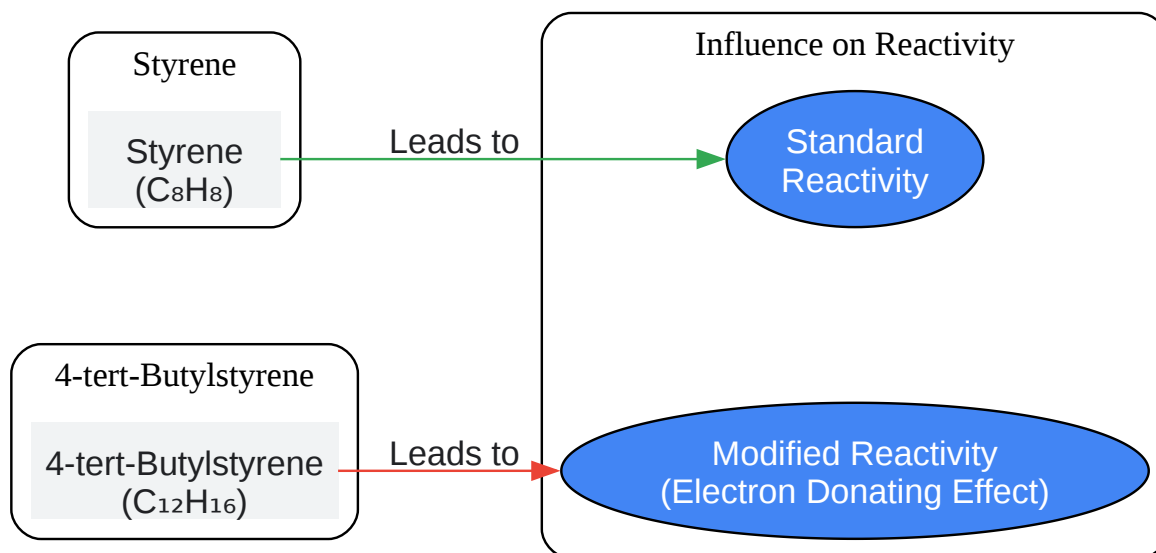 Styrene
Styrene
(C₈H₈)
Leads to
Influence on Reactivity
Standard
Reactivity
4-tert-Butylstyrene
4-tert-Butylstyrene
(C₁₂H₁₆)
Leads to
Modified Reactivity
(Electron Donating Effect)